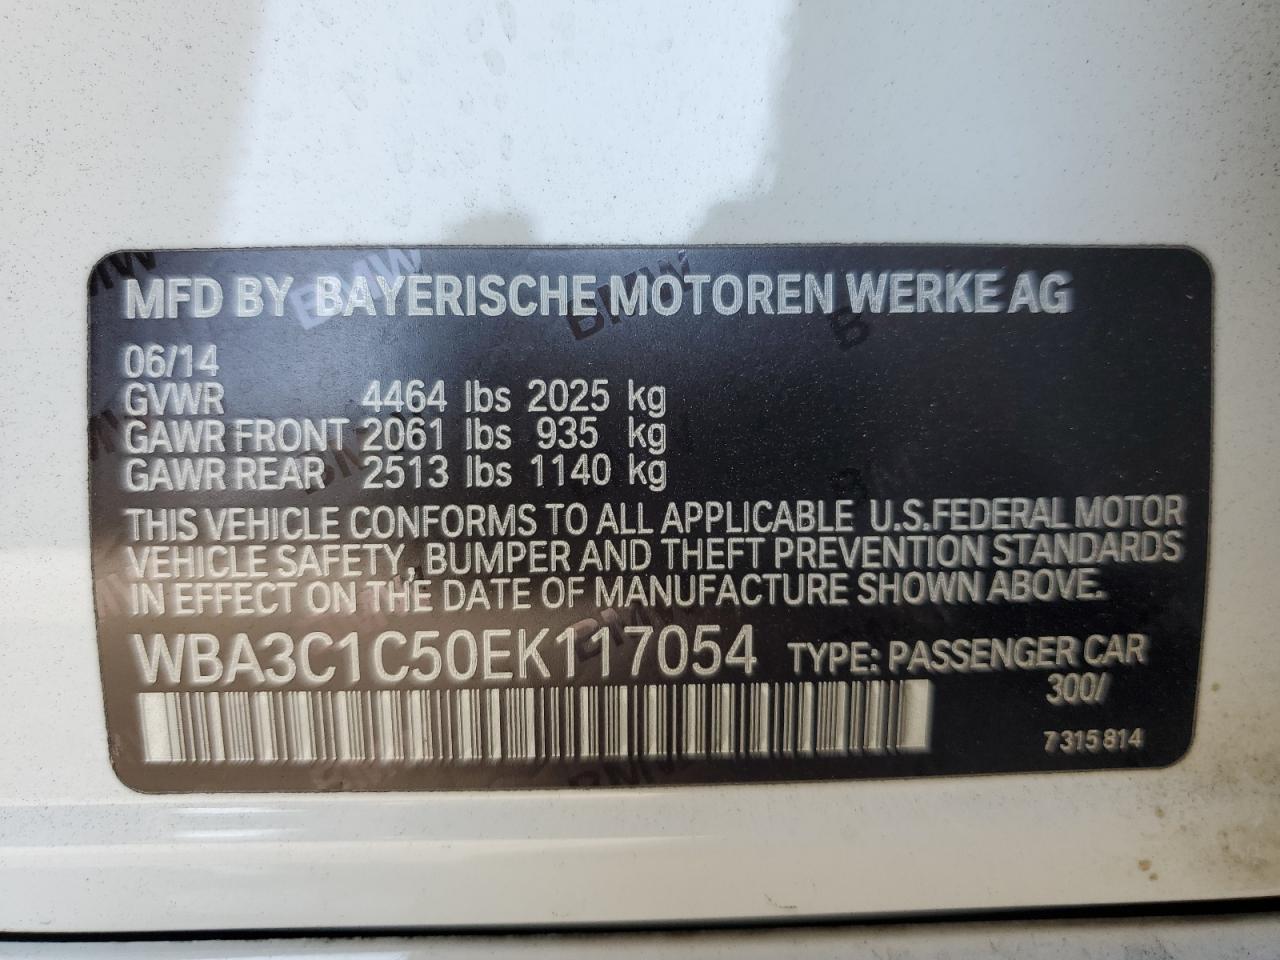 MFD BY BAYERISCHE MOTOREN WERKE AG
06/14
GVWR 4464 lbs 2025 kg
GAWR FRONT 2061 lbs 935 kg
GAWR REAR 2513 lbs 1140 kg
THIS VEHICLE CONFORMS TO ALL APPLICABLE U.S.FEDERAL MOTOR
VEHICLE SAFETY, BUMPER AND THEFT PREVENTION STANDARDS
IN EFFECT ON THE DATE OF MANUFACTURE SHOWN ABOVE.
WBA3C1C50EK117054 TYPE: PASSENGER CAR
300/
7 315 814